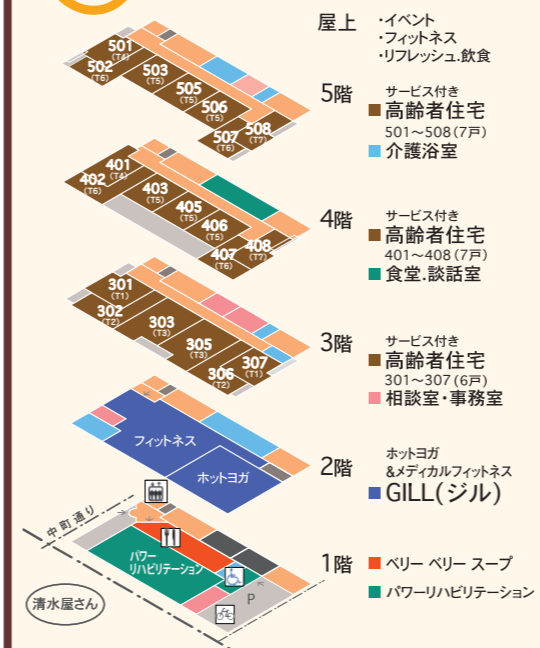 屋上
・イベント
・フィットネス
・リフレッシュ.飲食
501
(T4)
502
(T6)
503
(T5)
505
(T5)
506
(T5)
507
(T6)
508
(T7)
5階
サービス付き
高齢者住宅
501〜508(7戸)
介護浴室
401
(T4)
402
(T6)
403
(T5)
405
(T5)
406
(T5)
407
(T6)
408
(T7)
4階
サービス付き
高齢者住宅
401〜408(7戸)
食堂.談話室
301
(T1)
302
(T2)
303
(T3)
305
(T3)
306
(T2)
307
(T1)
3階
サービス付き
高齢者住宅
301〜307(6戸)
相談室・事務室
フィットネス
ホットヨガ
2階
ホットヨガ
&メディカルフィットネス
GILL(ジル)
中町通り
パワー
リハビリテーション
P
清水屋さん
1階
ベリー ベリー スープ
パワーリハビリテーション